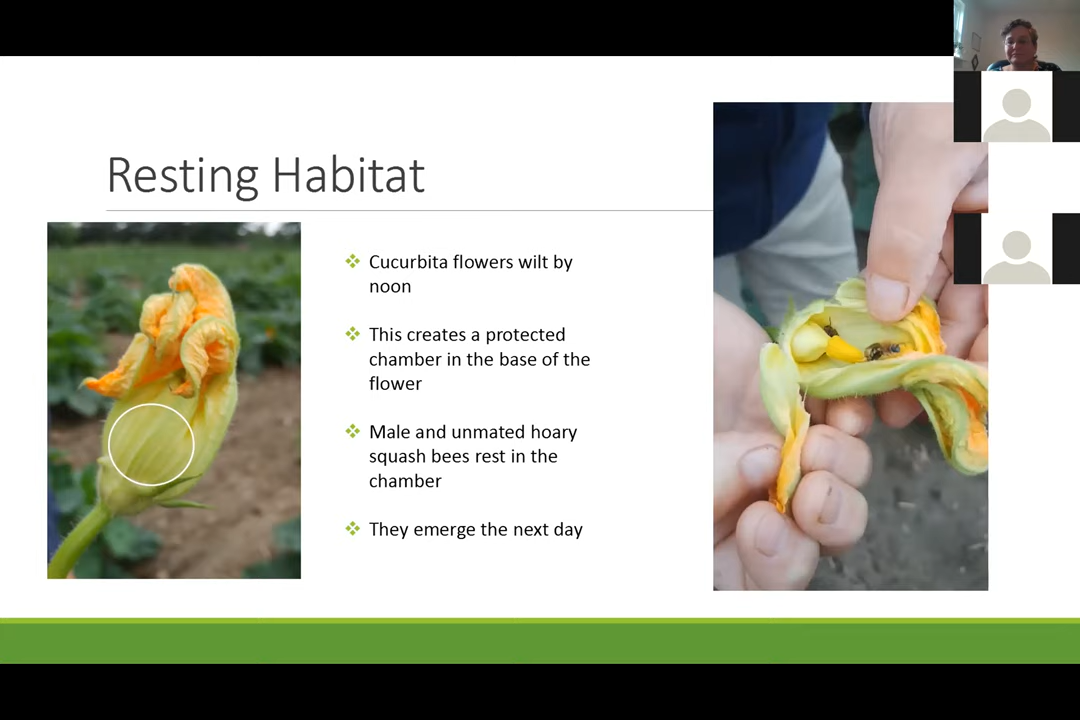 Resting Habitat
Cucurbita flowers wilt by
noon
This creates a protected
chamber in the base of the
flower
Male and unmated hoary
squash bees rest in the
chamber
They emerge the next day